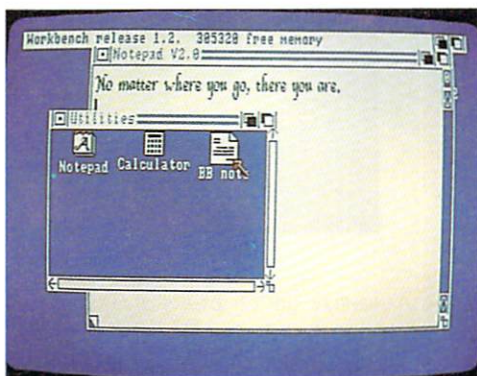 Workbench release 1.2. 305320 free memory
Notepad V2.0
No matter where you go, there you are.
Utilities
Notepad Calculator BB note